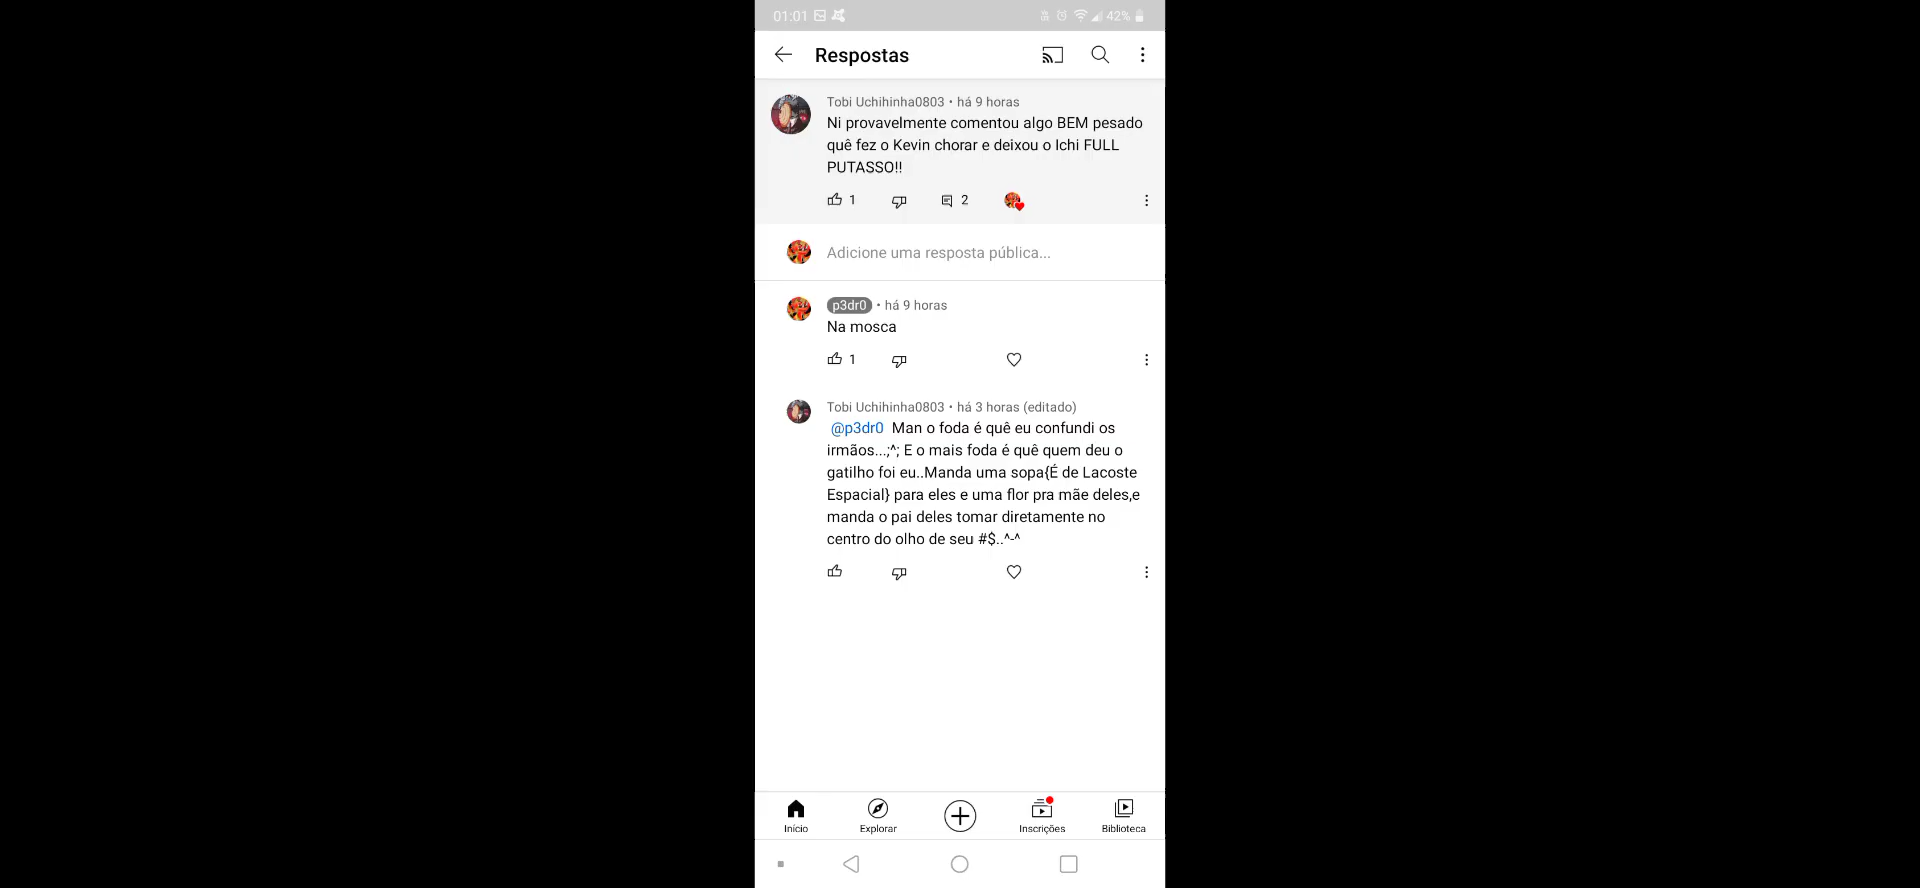 01:01
42%
Respostas
Tobi Uchihinha0803 • há 9 horas
Ni provavelmente comentou algo BEM pesado
quê fez o Kevin chorar e deixou o Ichi FULL
PUTASSO!!
1
2
Adicione uma resposta pública...
p3dr0 • há 9 horas
Na mosca
1
Tobi Uchihinha0803 • há 3 horas (editado)
@p3dr0 Man o foda é quê eu confundi os
irmãos...;^; E o mais foda é quê quem deu o
gatilho foi eu..Manda uma sopa{É de Lacoste
Espacial} para eles e uma flor pra mãe deles,e
manda o pai deles tomar diretamente no
centro do olho de seu #$..^-^
Início
Explorar
Inscrições
Biblioteca